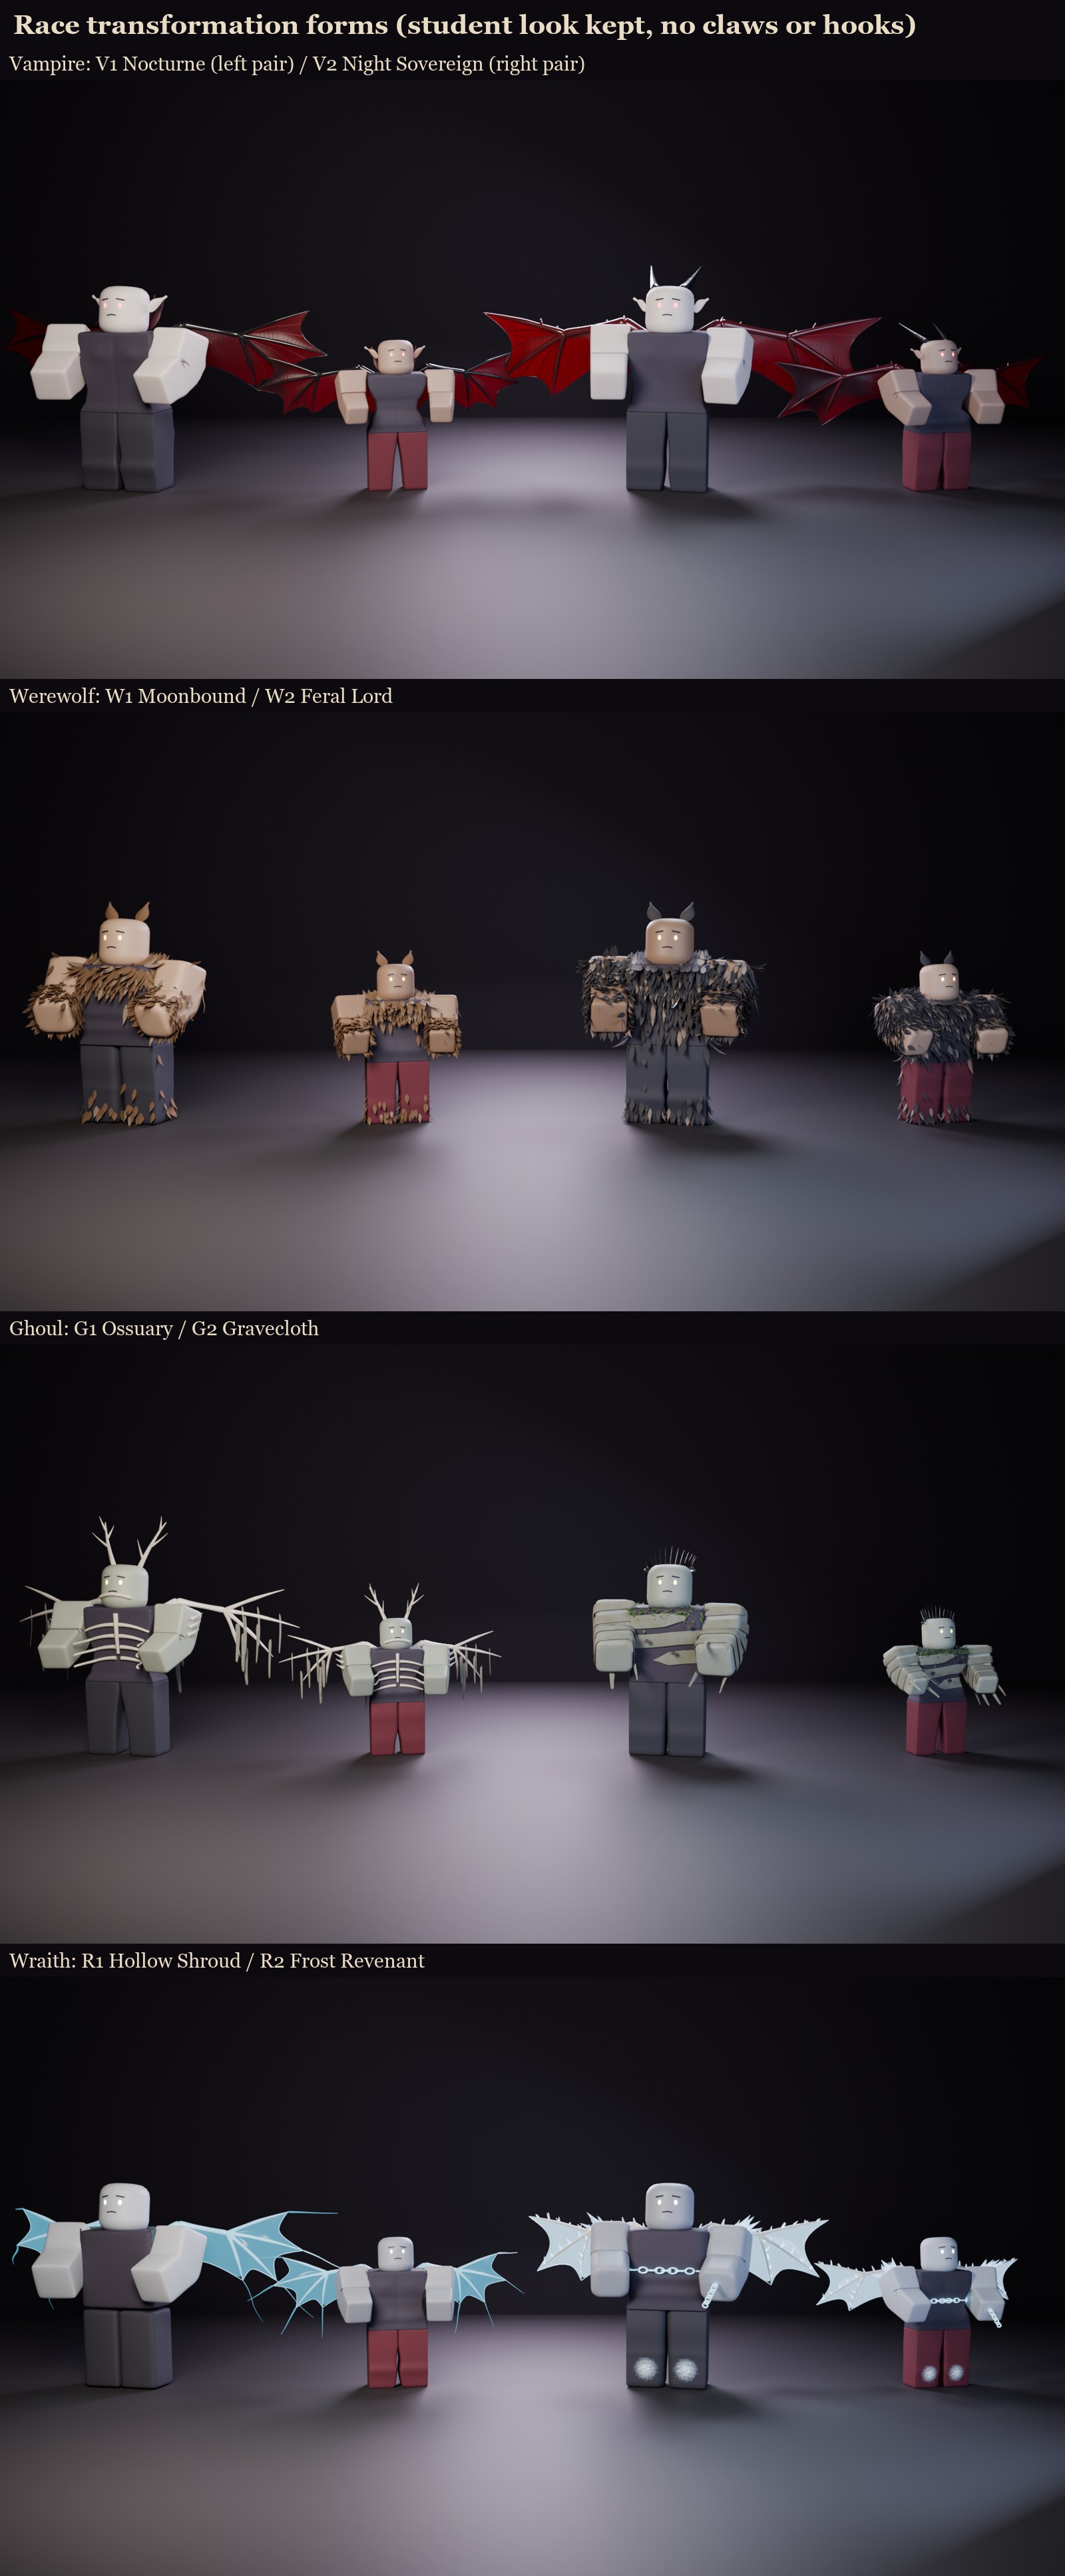 Race transformation forms (student look kept, no claws or hooks)
Vampire: V1 Nocturne (left pair) / V2 Night Sovereign (right pair)
Werewolf: W1 Moonbound / W2 Feral Lord
Ghoul: G1 Ossuary / G2 Gravecloth
Wraith: R1 Hollow Shroud / R2 Frost Revenant